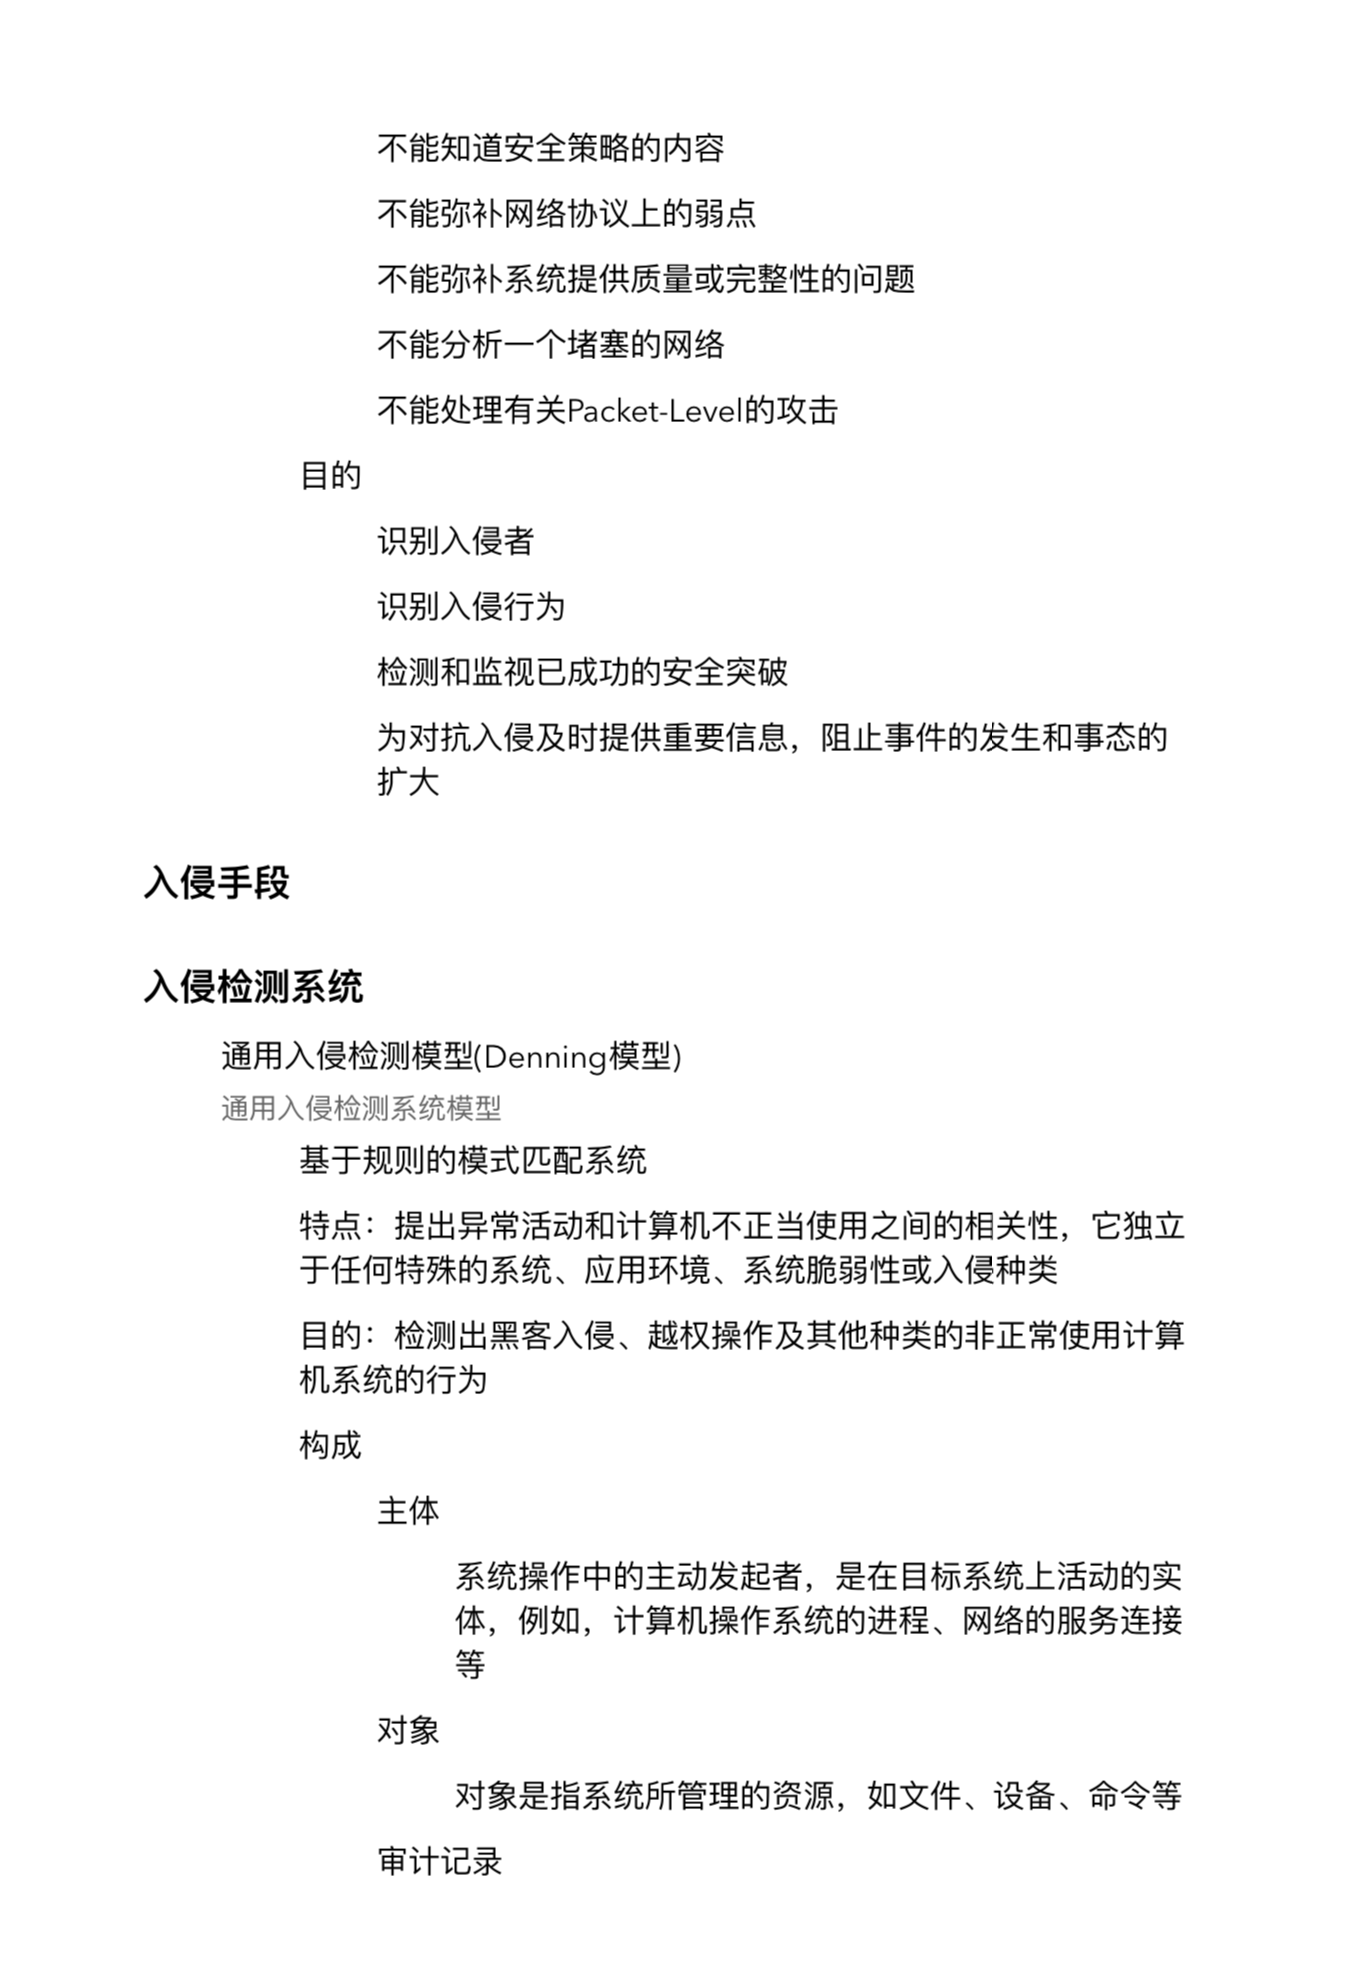 不能知道安全策略的内容
不能弥补网络协议上的弱点
不能弥补系统提供质量或完整性的问题
不能分析一个堵塞的网络
不能处理有关Packet-Level的攻击
目的
识别入侵者
识别入侵行为
检测和监视已成功的安全突破
为对抗入侵及时提供重要信息，阻止事件的发生和事态的
扩大
入侵手段
入侵检测系统
通用入侵检测模型(Denning模型)
通用入侵检测系统模型
基于规则的模式匹配系统
特点：提出异常活动和计算机不正当使用之间的相关性，它独立
于任何特殊的系统、应用环境、系统脆弱性或入侵种类
目的：检测出黑客入侵、越权操作及其他种类的非正常使用计算
机系统的行为
构成
主体
系统操作中的主动发起者，是在目标系统上活动的实
体，例如，计算机操作系统的进程、网络的服务连接
等
对象
对象是指系统所管理的资源，如文件、设备、命令等
审计记录